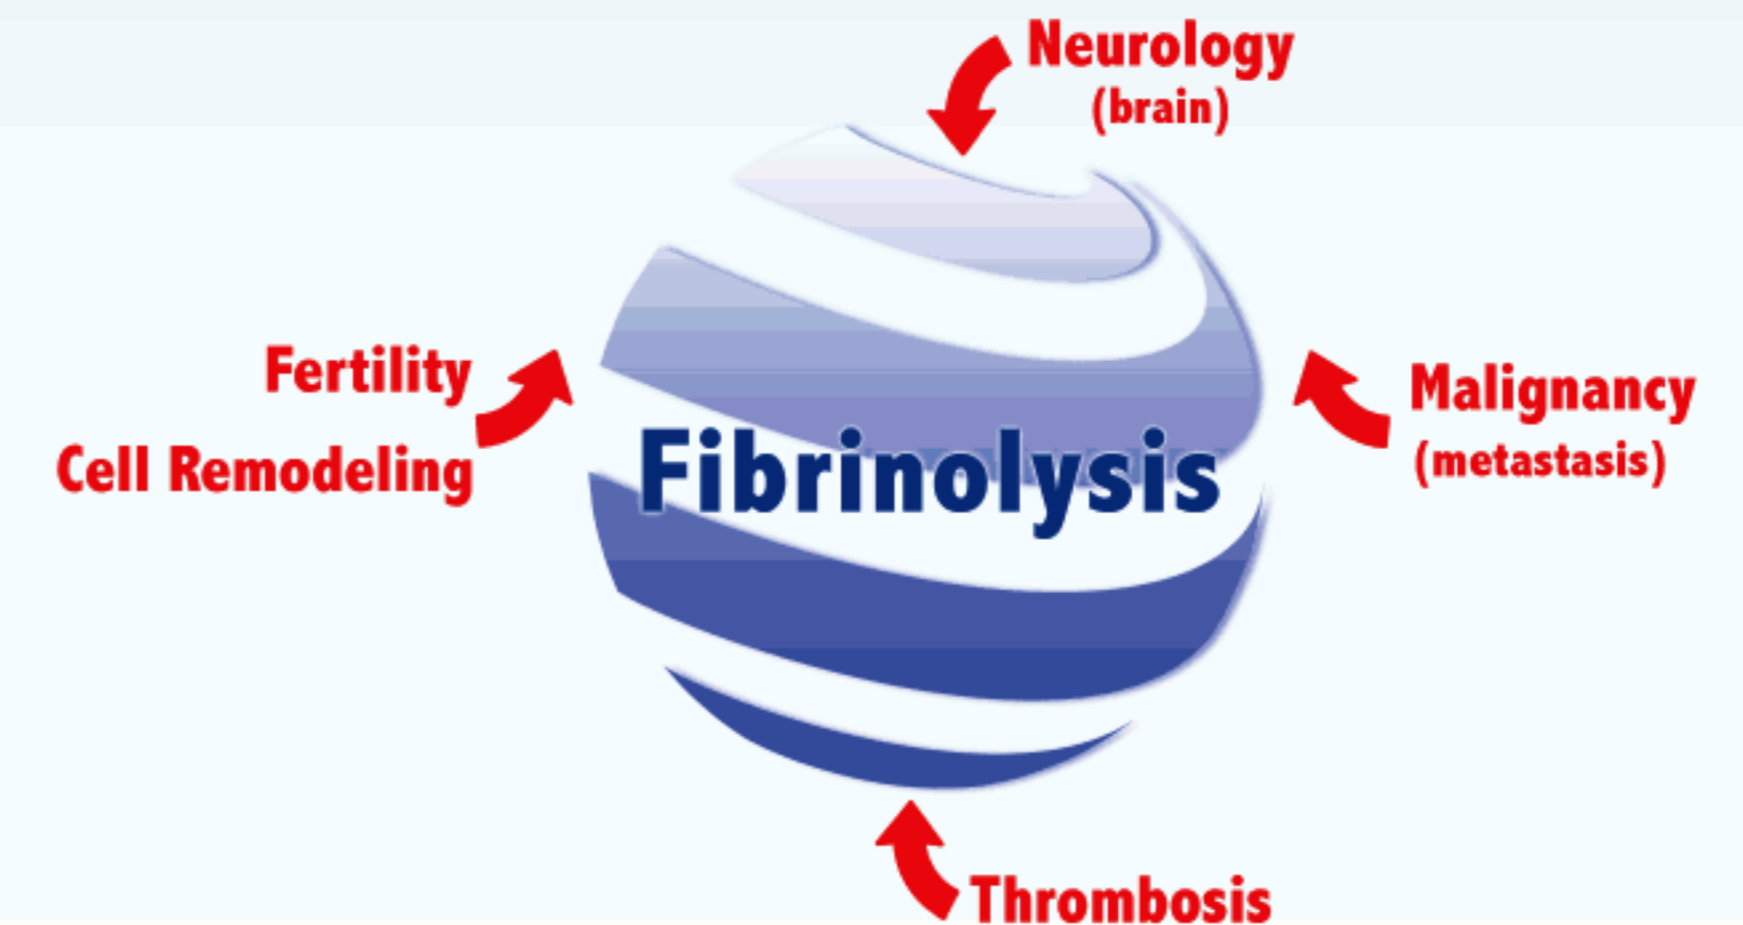 Neurology
(brain)
Fertility
Cell Remodeling
Malignancy
(metastasis)
Fibrinolysis
Thrombosis